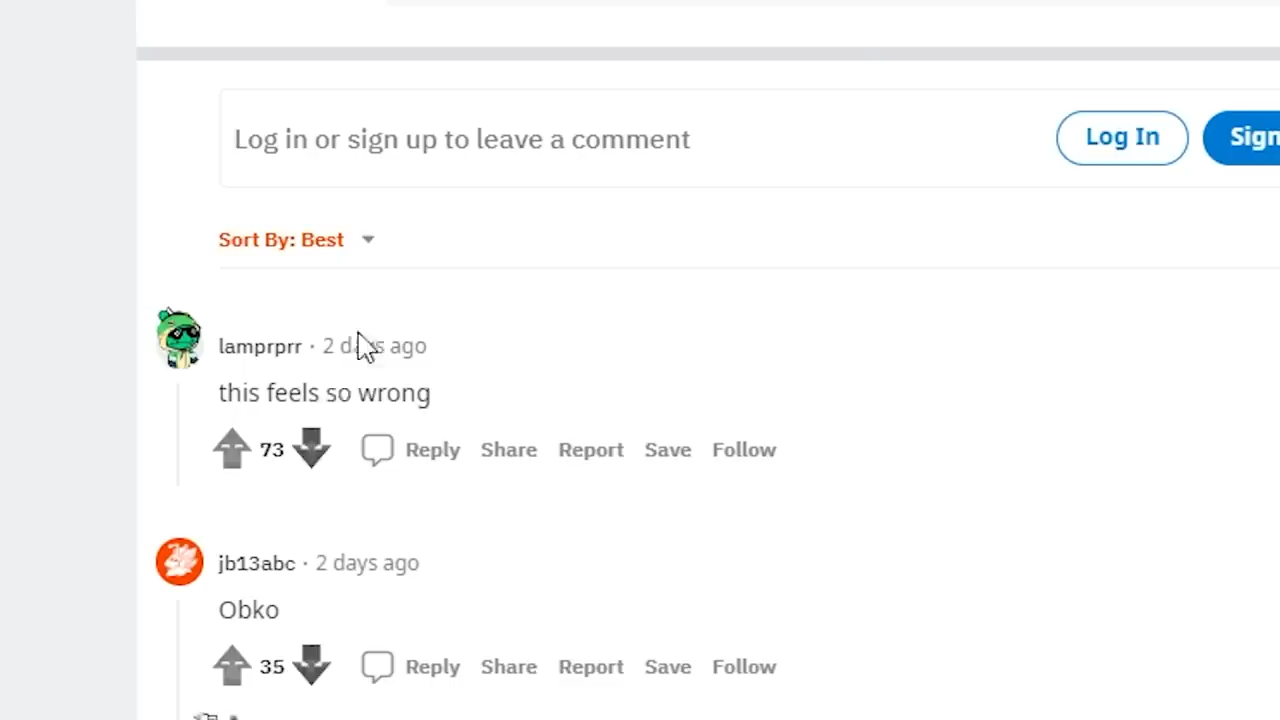 Log in or sign up to leave a comment
Log In
Sign
Sort By: Best
lamprprr · 2 days ago
this feels so wrong
73 Reply Share Report Save Follow
jb13abc · 2 days ago
Obko
35 Reply Share Report Save Follow